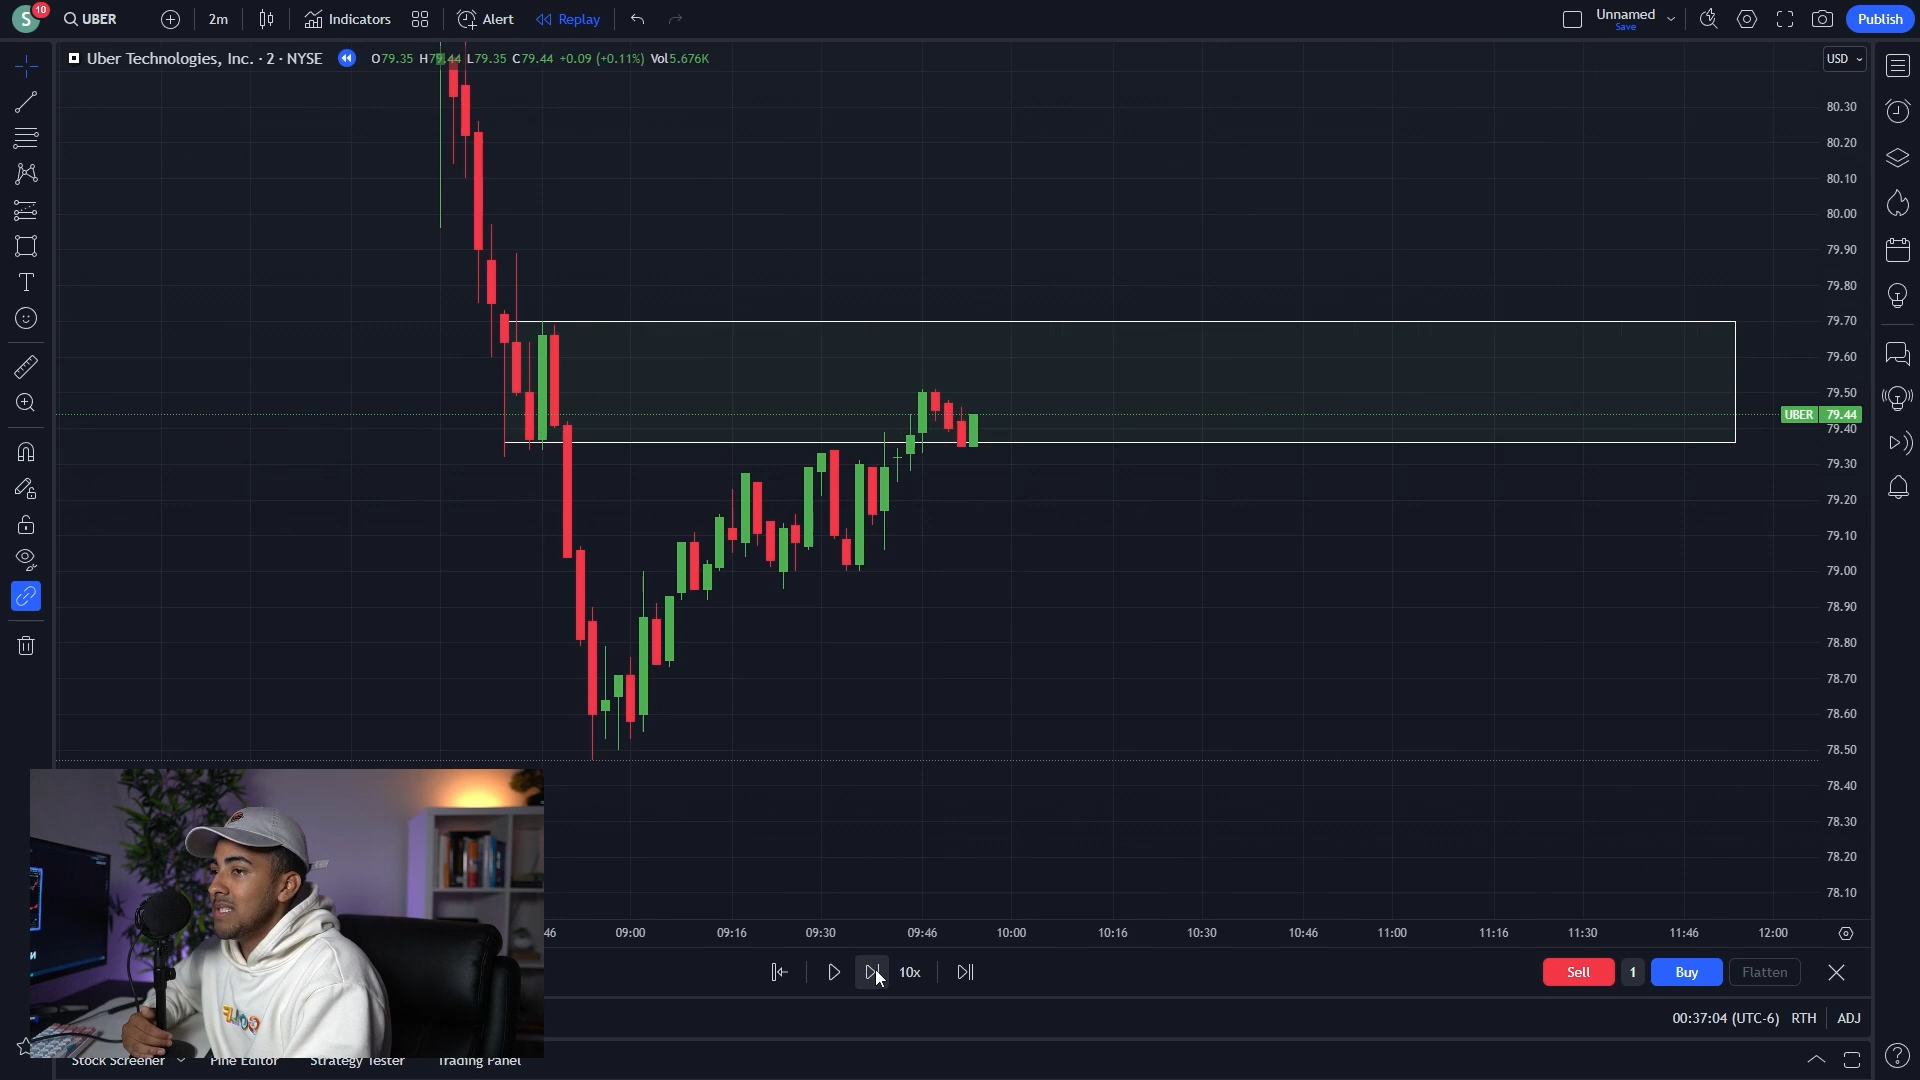 S
10
UBER
2m
Indicators
Alert
Replay
Unnamed
Save
Publish
Uber Technologies, Inc. · 2 · NYSE
O79.35 H79.44 L79.35 C79.44 +0.09 (+0.11%) Vol5.676K
USD
80.30
80.20
80.10
80.00
79.90
79.80
79.70
79.60
79.50
UBER 79.44
79.40
79.30
79.20
79.10
79.00
78.90
78.80
78.70
78.60
78.50
78.40
78.30
78.20
78.10
46 09:00 09:16 09:30 09:46 10:00 10:16 10:30 10:46 11:00 11:16 11:30 11:46 12:00
10x
Sell 1 Buy Flatten
00:37:04 (UTC-6) RTH ADJ
Stock Screener Pine Editor Strategy Tester Trading Panel